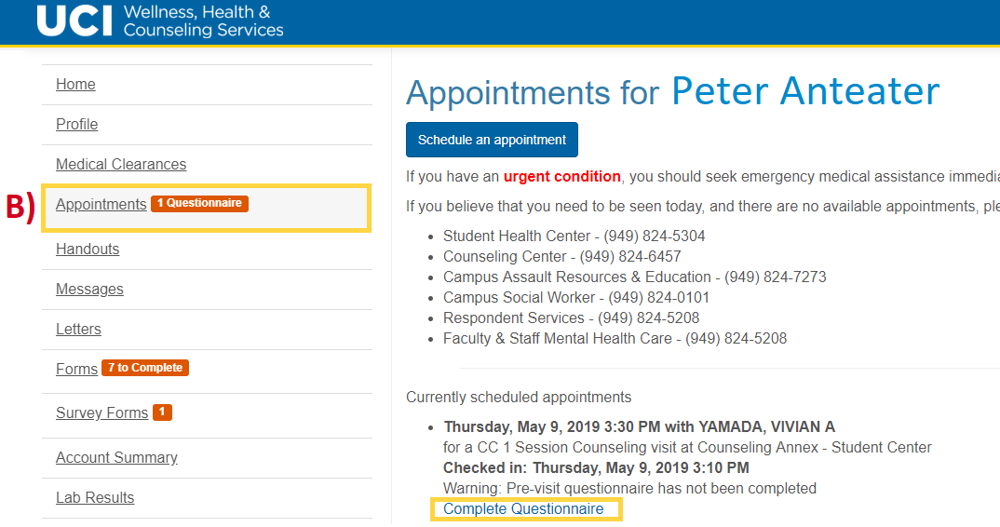 UCI Wellness, Health &
Counseling Services
Home
Profile
Medical Clearances
B)
Appointments 1 Questionnaire
Handouts
Messages
Letters
Forms 7 to Complete
Survey Forms 1
Account Summary
Lab Results
Appointments for Peter Anteater
Schedule an appointment
If you have an urgent condition, you should seek emergency medical assistance
If you believe that you need to be seen today, and there are no available appointments,
• Student Health Center - (949) 824-5304
• Counseling Center - (949) 824-6457
• Campus Assault Resources & Education - (949) 824-7273
• Campus Social Worker - (949) 824-0101
• Respondent Services - (949) 824-5208
• Faculty & Staff Mental Health Care - (949) 824-5208
Currently scheduled appointments
• Thursday, May 9, 2019 3:30 PM with YAMADA, VIVIAN A
for a CC 1 Session Counseling visit at Counseling Annex - Student Center
Checked in: Thursday, May 9, 2019 3:10 PM
Warning: Pre-visit questionnaire has not been completed
Complete Questionnaire